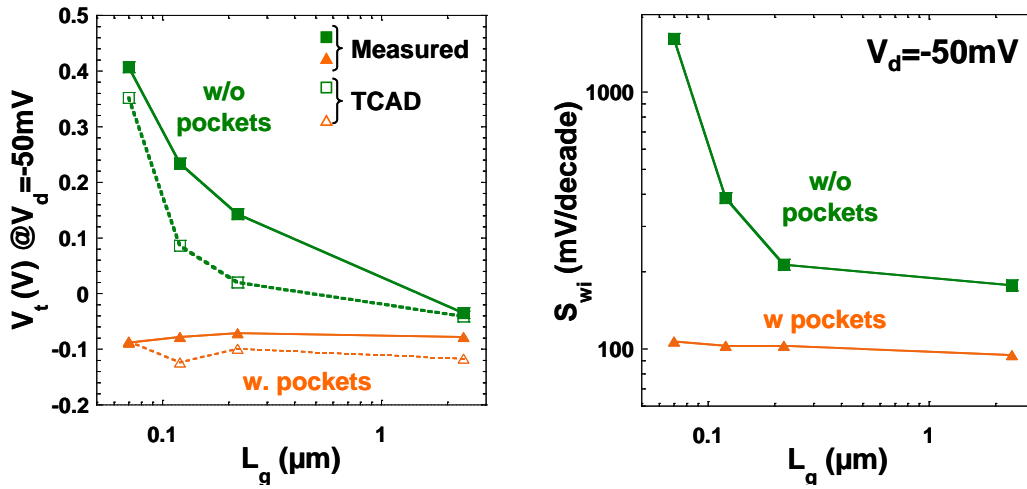 0.5
0.4
0.3
0.2
0.1
0
-0.1
-0.2
V_t (V) @V_d=-50mV
Measured
TCAD
w/o
pockets
w. pockets
0.1
1
L_g (µm)
V_d=-50mV
1000
100
S_wi (mV/decade)
w/o
pockets
w pockets
0.1
1
L_g (µm)